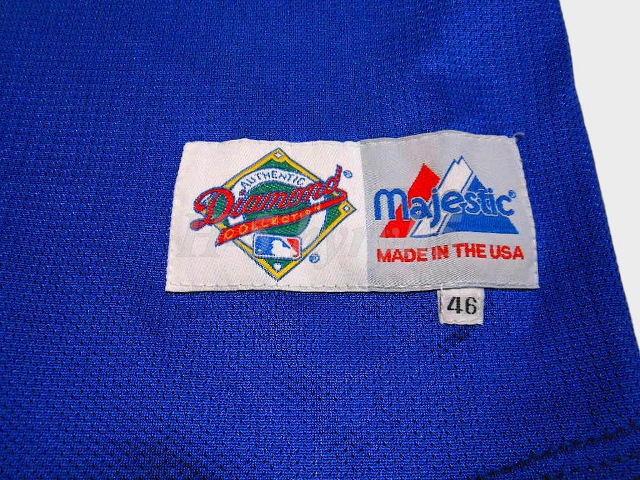 AUTHENTIC
Diamond®
COLLECTION
Majestic®
MADE IN THE USA
46